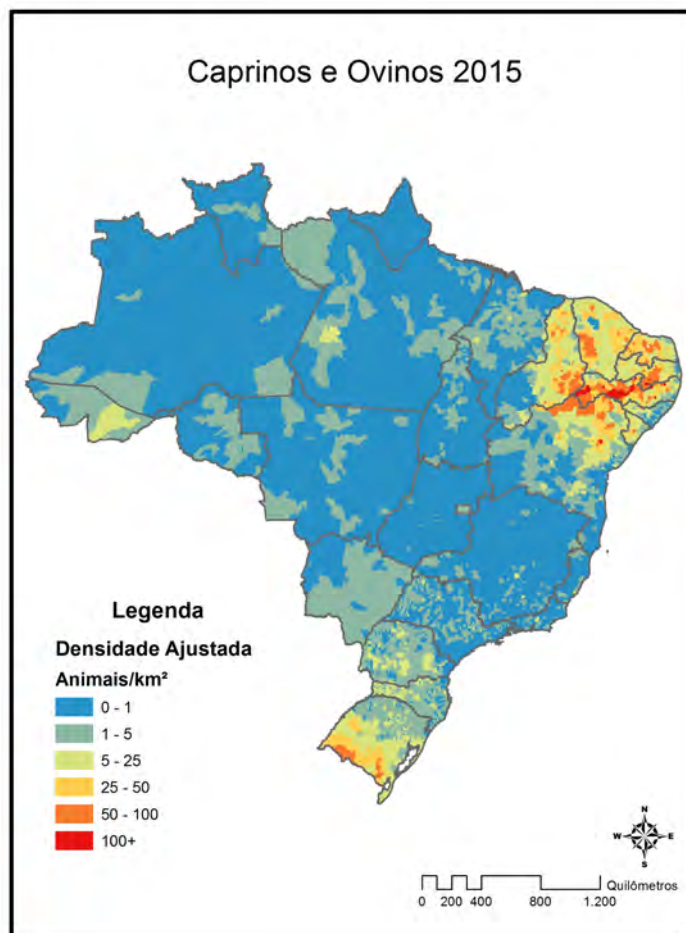 Caprinos e Ovinos 2015
Legenda
Densidade Ajustada
Animais/km²
0 - 1
1 - 5
5 - 25
25 - 50
50 - 100
100+
N
W E
S
Quilômetros
0 200 400 800 1.200